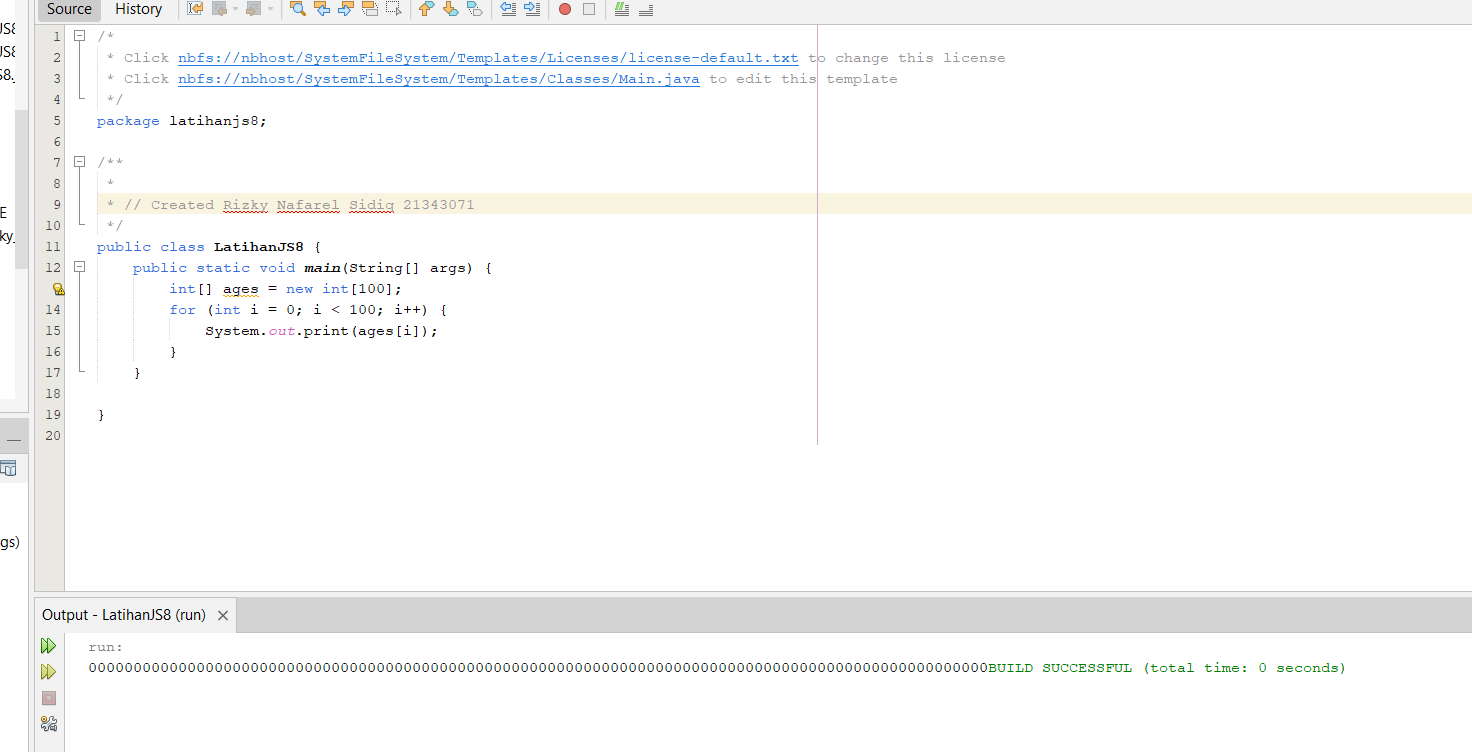 Source History
JS8
JS8
S8_
E
ky_
gs)
1 /*
2 * Click nbfs://nbhost/SystemFileSystem/Templates/Licenses/license-default.txt to change this license
3 * Click nbfs://nbhost/SystemFileSystem/Templates/Classes/Main.java to edit this template
4 */
5 package latihanjs8;
6
7 /**
8 *
9 * // Created Rizky Nafarel Sidiq 21343071
10 */
11 public class LatihanJS8 {
12 public static void main(String[] args) {
int[] ages = new int[100];
14 for (int i = 0; i < 100; i++) {
15 System.out.print(ages[i]);
16 }
17 }
18
19 }
20
Output - LatihanJS8 (run)
run:
0000000000000000000000000000000000000000000000000000000000000000000000000000000000000000000000000000BUILD SUCCESSFUL (total time: 0 seconds)